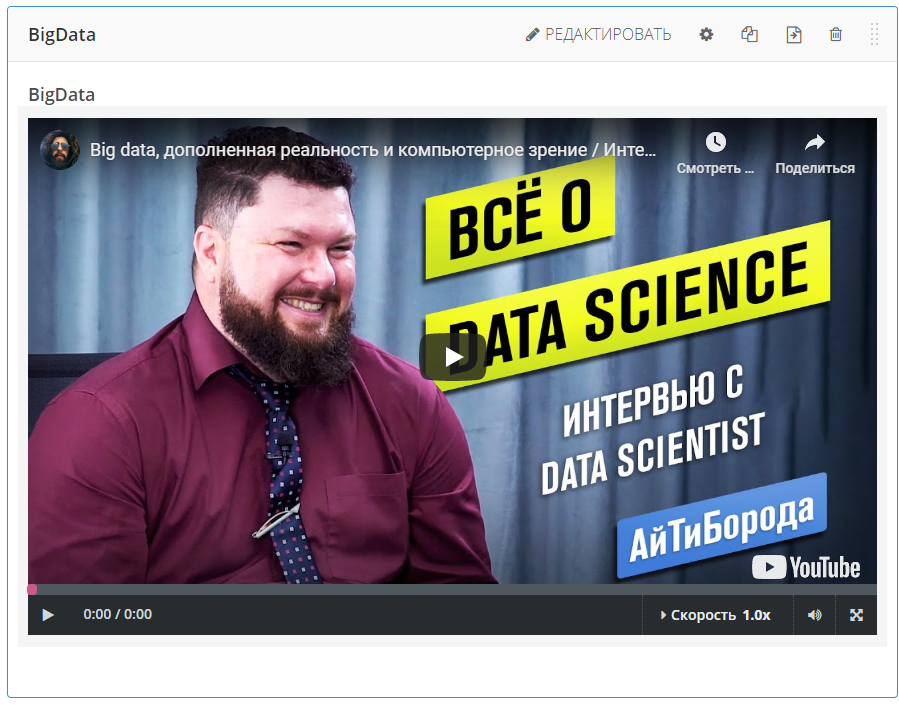 BigData
РЕДАКТИРОВАТЬ
BigData
Big data, дополненная реальность и компьютерное зрение / Инте...
Смотреть ...
Поделиться
ВСЁ О
DATA SCIENCE
ИНТЕРВЬЮ С
DATA SCIENTIST
АйТиБорода
YouTube
0:00 / 0:00
Скорость 1.0x